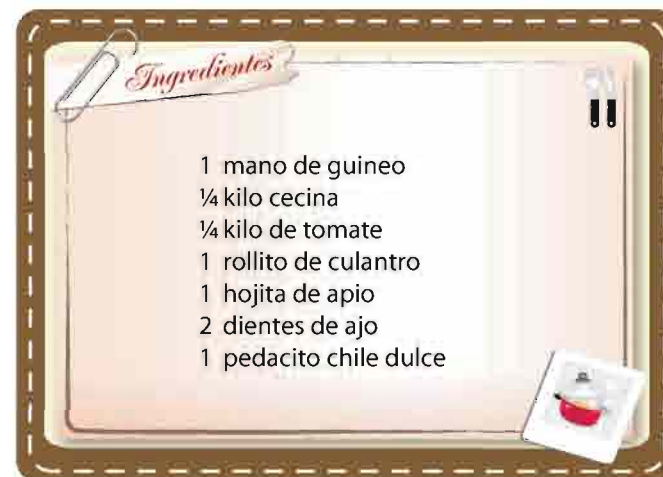 Ingredientes
1 mano de guineo
¼ kilo cecina
¼ kilo de tomate
1 rollito de culantro
1 hojita de apio
2 dientes de ajo
1 pedacito chile dulce